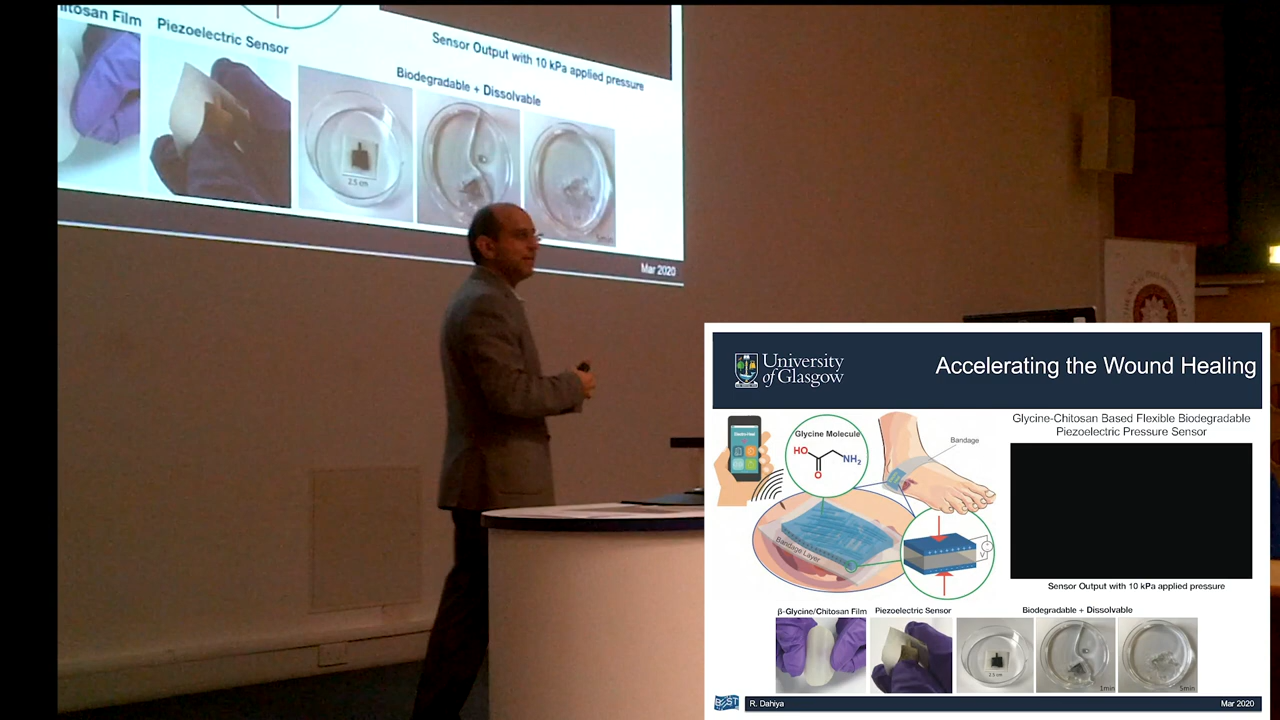 hitosan Film
Piezoelectric Sensor
Sensor Output with 10 kPa applied pressure
Biodegradable + Dissolvable
2.5 cm
Mar 2020
University
of Glasgow
Accelerating the Wound Healing
Glycine-Chitosan Based Flexible Biodegradable
Piezoelectric Pressure Sensor
Glycine Molecule
HO
NH2
O
Bandage
Bandage Layer
V
Sensor Output with 10 kPa applied pressure
β-Glycine/Chitosan Film
Piezoelectric Sensor
Biodegradable + Dissolvable
2.5 cm
1min
5min
R. Dahiya
Mar 2020